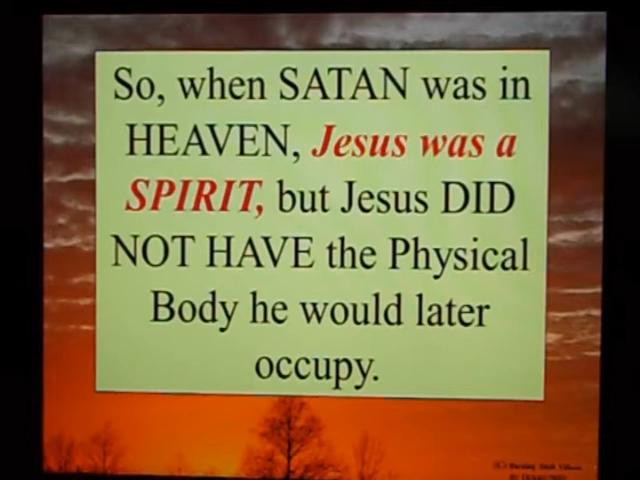 So, when SATAN was in
HEAVEN, Jesus was a
SPIRIT, but Jesus DID
NOT HAVE the Physical
Body he would later
occupy.